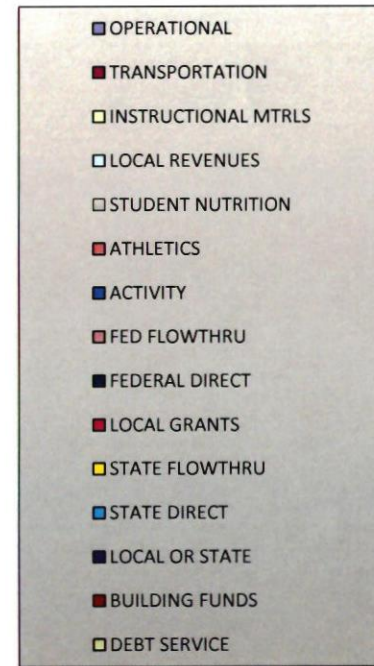 OPERATIONAL
TRANSPORTATION
INSTRUCTIONAL MTRLS
LOCAL REVENUES
STUDENT NUTRITION
ATHLETICS
ACTIVITY
FED FLOWTHRU
FEDERAL DIRECT
LOCAL GRANTS
STATE FLOWTHRU
STATE DIRECT
LOCAL OR STATE
BUILDING FUNDS
DEBT SERVICE